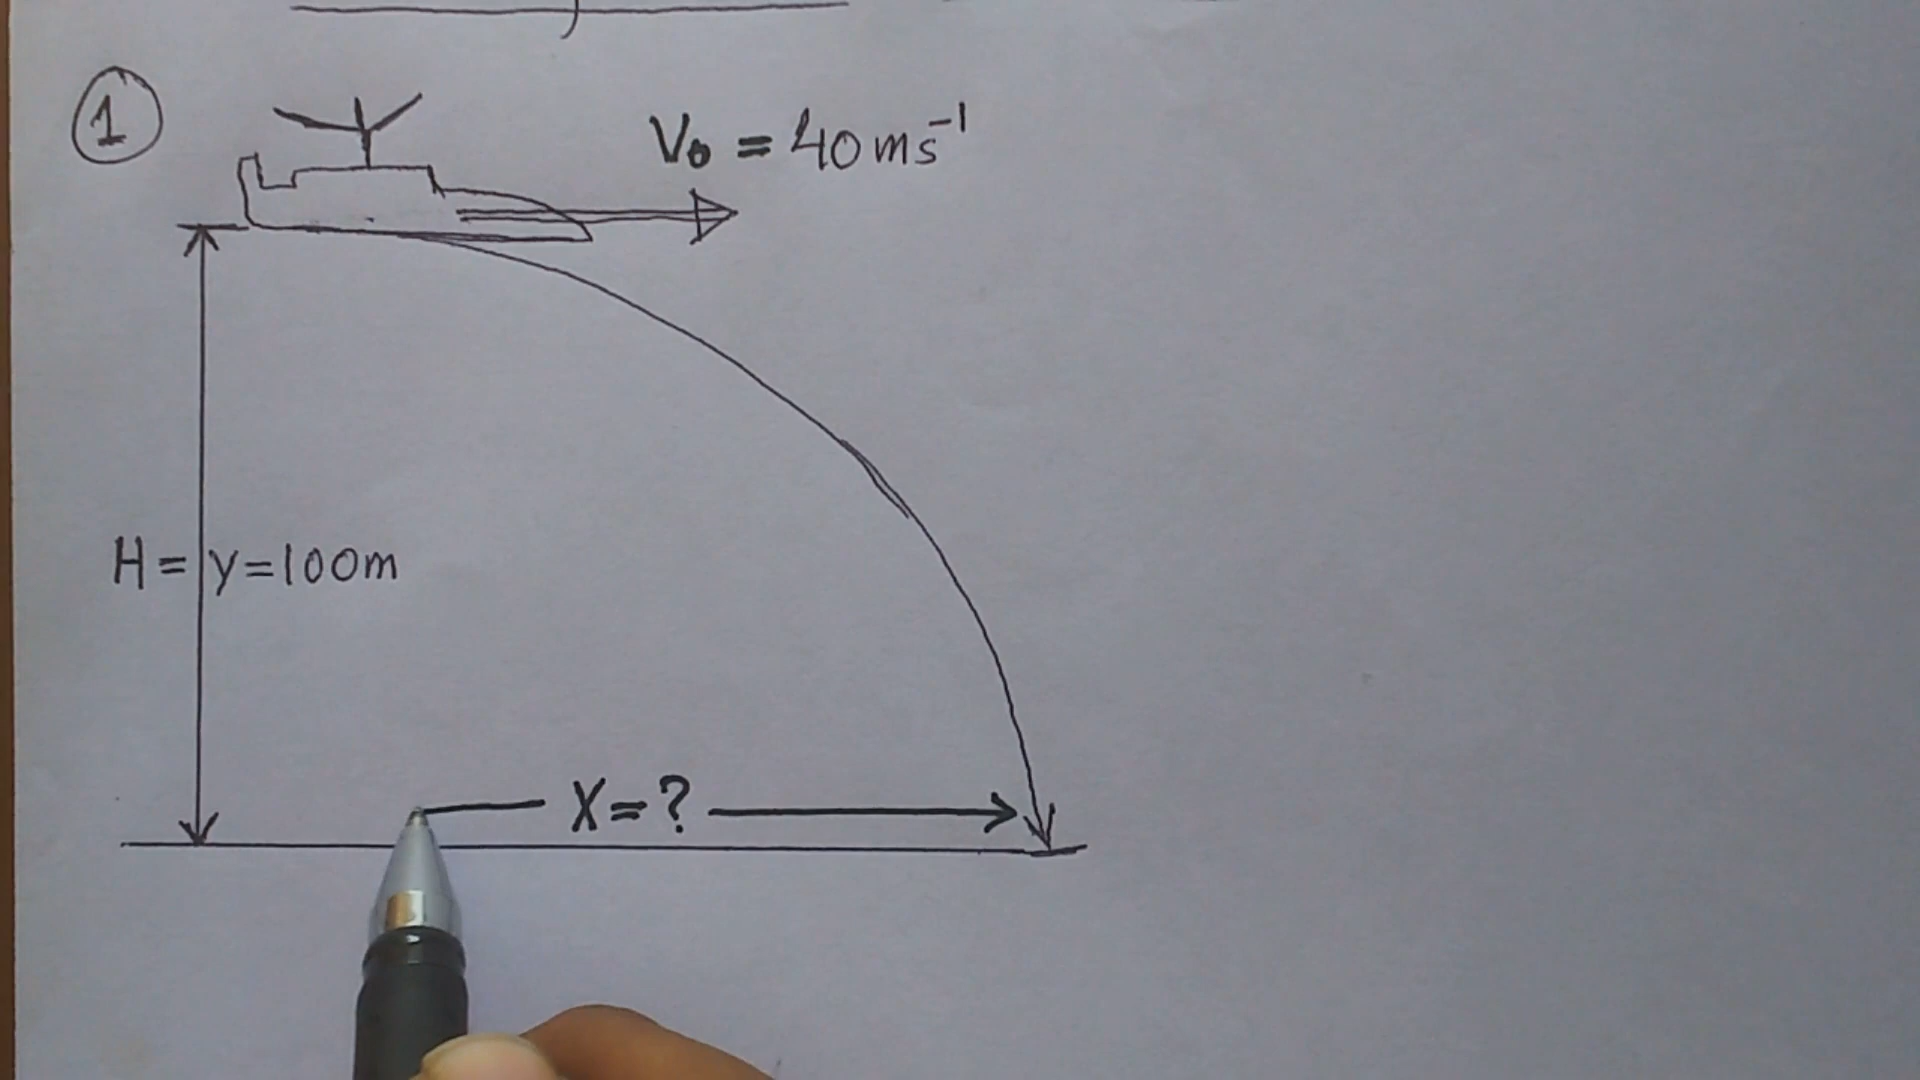 1
V₀ = 40 ms⁻¹
H = y = 100m
X = ?